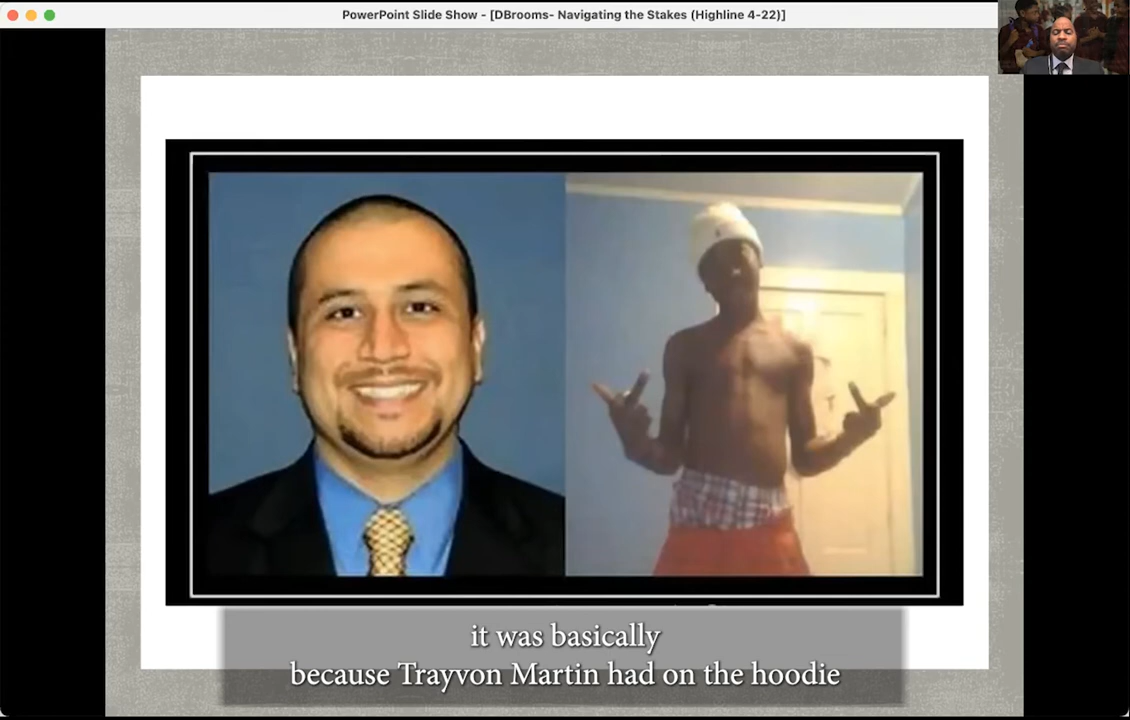 PowerPoint Slide Show - [DBrooms- Navigating the Stakes (Highline 4-22)]
it was basically
because Trayvon Martin had on the hoodie